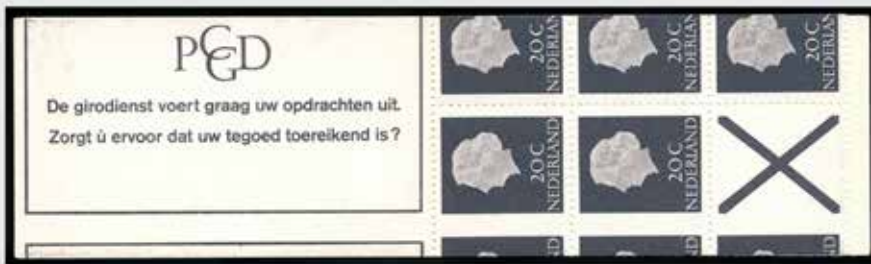 PCGD
De girodienst voert graag uw opdrachten uit.
Zorgt ù ervoor dat uw tegoed toereikend is?
20 C
NEDERLAND
20 C
NEDERLAND
20 C
NEDERLAND
20 C
NEDERLAND
20 C
NEDERLAND